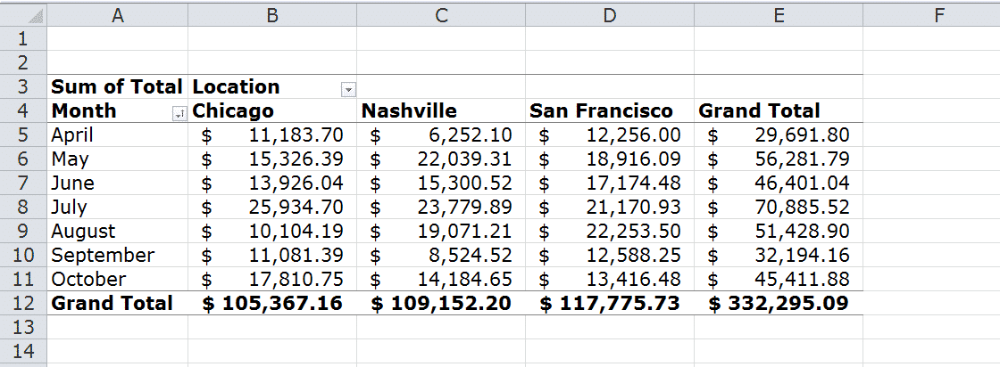 A B C D E F
1
2
3 Sum of Total Location
4 Month Chicago Nashville San Francisco Grand Total
5 April $ 11,183.70 $ 6,252.10 $ 12,256.00 $ 29,691.80
6 May $ 15,326.39 $ 22,039.31 $ 18,916.09 $ 56,281.79
7 June $ 13,926.04 $ 15,300.52 $ 17,174.48 $ 46,401.04
8 July $ 25,934.70 $ 23,779.89 $ 21,170.93 $ 70,885.52
9 August $ 10,104.19 $ 19,071.21 $ 22,253.50 $ 51,428.90
10 September $ 11,081.39 $ 8,524.52 $ 12,588.25 $ 32,194.16
11 October $ 17,810.75 $ 14,184.65 $ 13,416.48 $ 45,411.88
12 Grand Total $ 105,367.16 $ 109,152.20 $ 117,775.73 $ 332,295.09
13
14